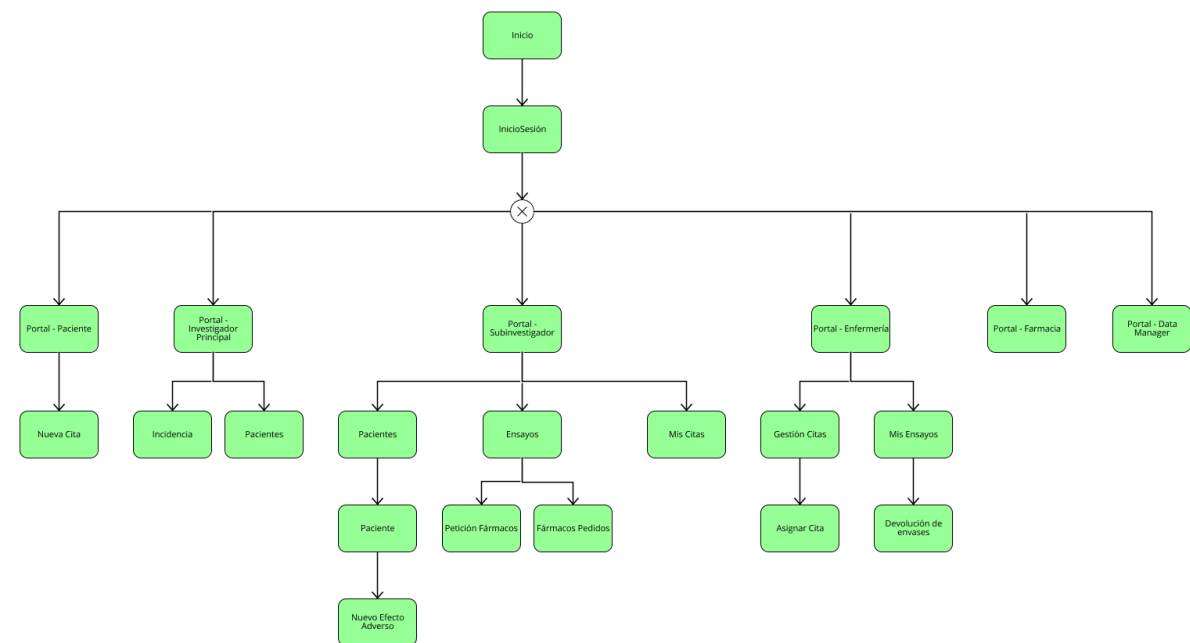 Inicio
InicioSesión
Portal - Paciente
Portal -
Investigador
Principal
Portal -
Subinvestigador
Portal - Enfermería
Portal - Farmacia
Portal - Data
Manager
Nueva Cita
Incidencia
Pacientes
Pacientes
Ensayos
Mis Citas
Gestión Citas
Mis Ensayos
Paciente
Petición Fármacos
Fármacos Pedidos
Asignar Cita
Devolución de
envases
Nuevo Efecto
Adverso